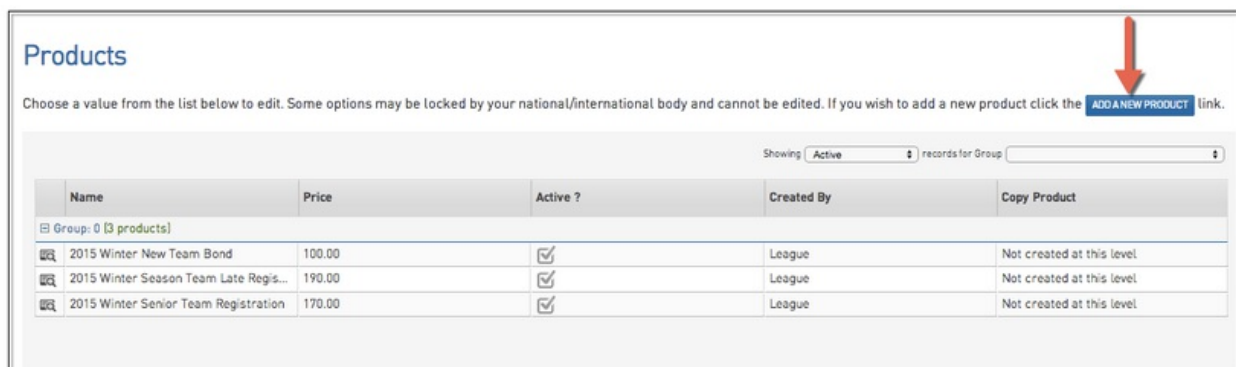 Products
Choose a value from the list below to edit. Some options may be locked by your national/international body and cannot be edited. If you wish to add a new product click the ADD A NEW PRODUCT link.
Showing Active records for Group
Name Price Active ? Created By Copy Product
Group: 0 (3 products)
2015 Winter New Team Bond 100.00 League Not created at this level
2015 Winter Season Team Late Regis... 190.00 League Not created at this level
2015 Winter Senior Team Registration 170.00 League Not created at this level